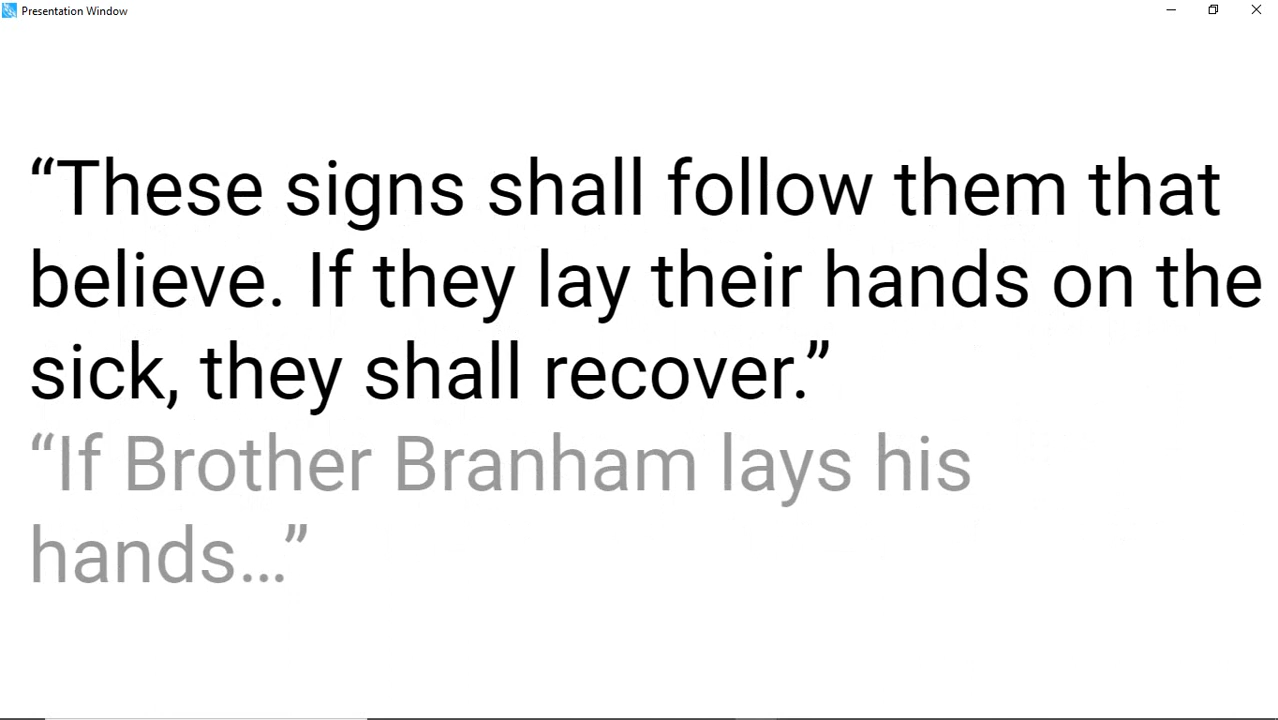 Presentation Window
“These signs shall follow them that
believe. If they lay their hands on the
sick, they shall recover.”
“If Brother Branham lays his
hands…”